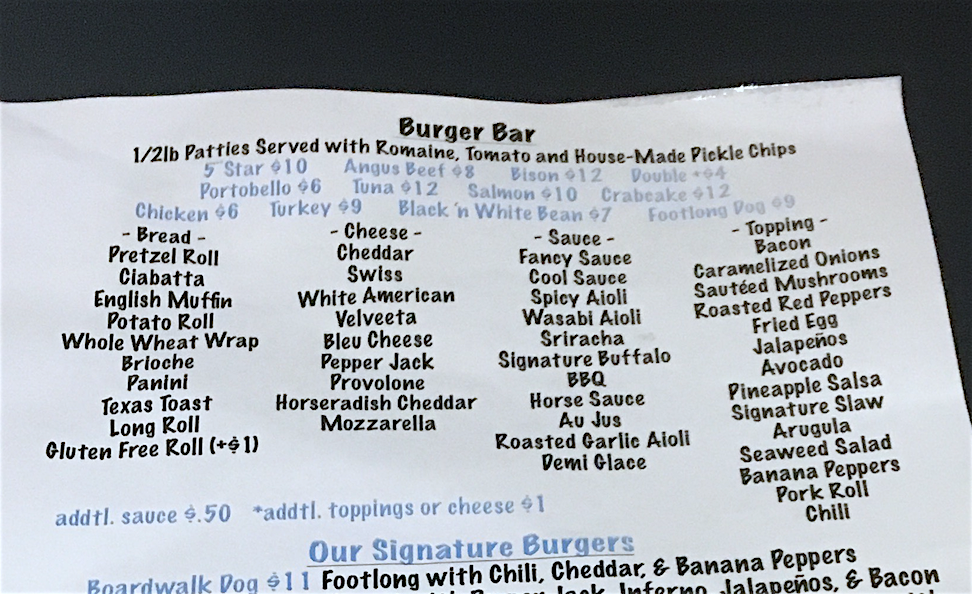 Burger Bar
1/2lb Patties Served with Romaine, Tomato and House-Made Pickle Chips
5 Star $10 Angus Beef $8 Bison $12 Double +$4
Portobello $6 Tuna $12 Salmon $10 Crabcake $12
Chicken $6 Turkey $9 Black 'n White Bean $7 Footlong Dog $9
- Bread -
Pretzel Roll
Ciabatta
English Muffin
Potato Roll
Whole Wheat Wrap
Brioche
Panini
Texas Toast
Long Roll
Gluten Free Roll (+$1)
- Cheese -
Cheddar
Swiss
White American
Velveeta
Bleu Cheese
Pepper Jack
Provolone
Horseradish Cheddar
Mozzarella
- Sauce -
Fancy Sauce
Cool Sauce
Spicy Aioli
Wasabi Aioli
Sriracha
Signature Buffalo
BBQ
Horse Sauce
Au Jus
Roasted Garlic Aioli
Demi Glace
- Topping -
Bacon
Caramelized Onions
Sautéed Mushrooms
Roasted Red Peppers
Fried Egg
Jalapeños
Avocado
Pineapple Salsa
Signature Slaw
Arugula
Seaweed Salad
Banana Peppers
Pork Roll
Chili
addtl. sauce $.50 *addtl. toppings or cheese $1
Our Signature Burgers
Boardwalk Dog $11 Footlong with Chili, Cheddar, & Banana Peppers
Jack, Inferno, Jalapeños, & Bacon